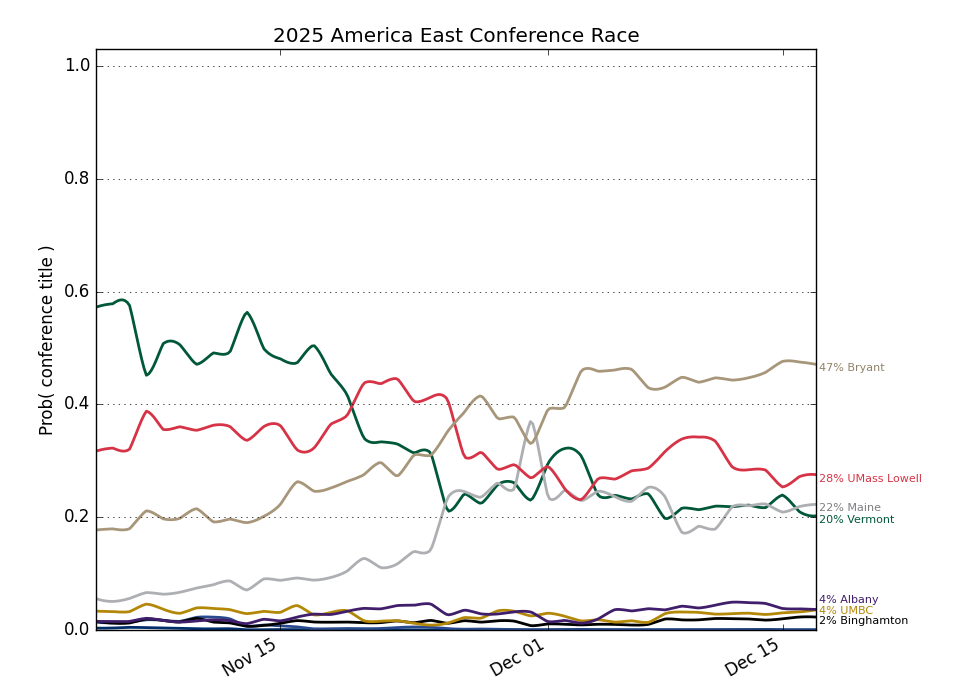 2025 America East Conference Race
1.0
0.8
0.6
0.4
0.2
0.0
Prob( conference title )
47% Bryant
28% UMass Lowell
22% Maine
20% Vermont
4% Albany
4% UMBC
2% Binghamton
Nov 15
Dec 01
Dec 15